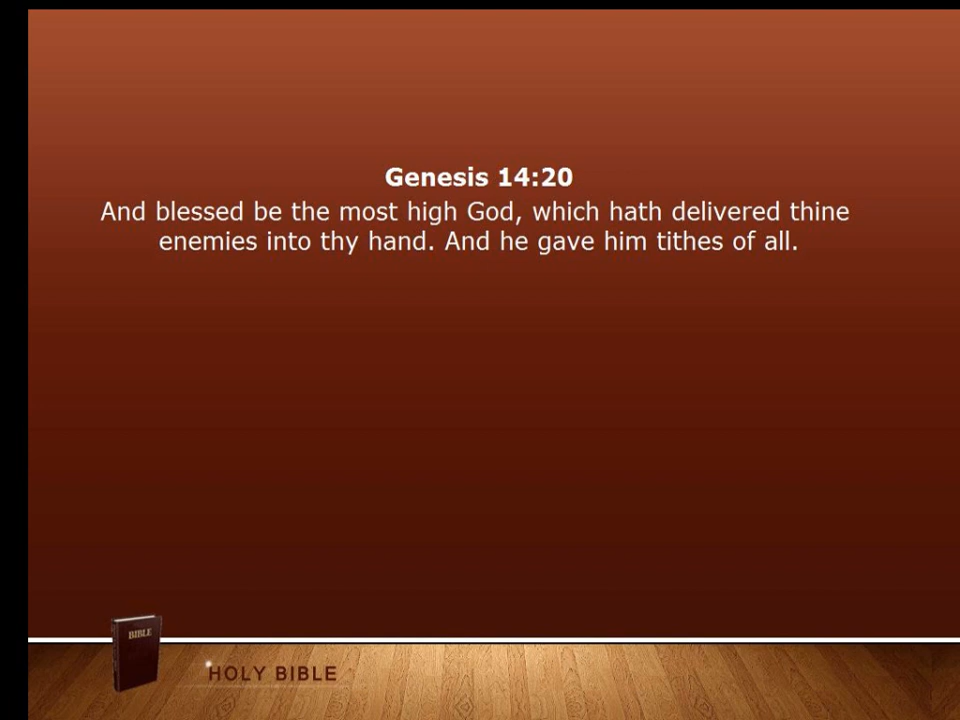 Genesis 14:20
And blessed be the most high God, which hath delivered thine
enemies into thy hand. And he gave him tithes of all.
BIBLE
HOLY BIBLE